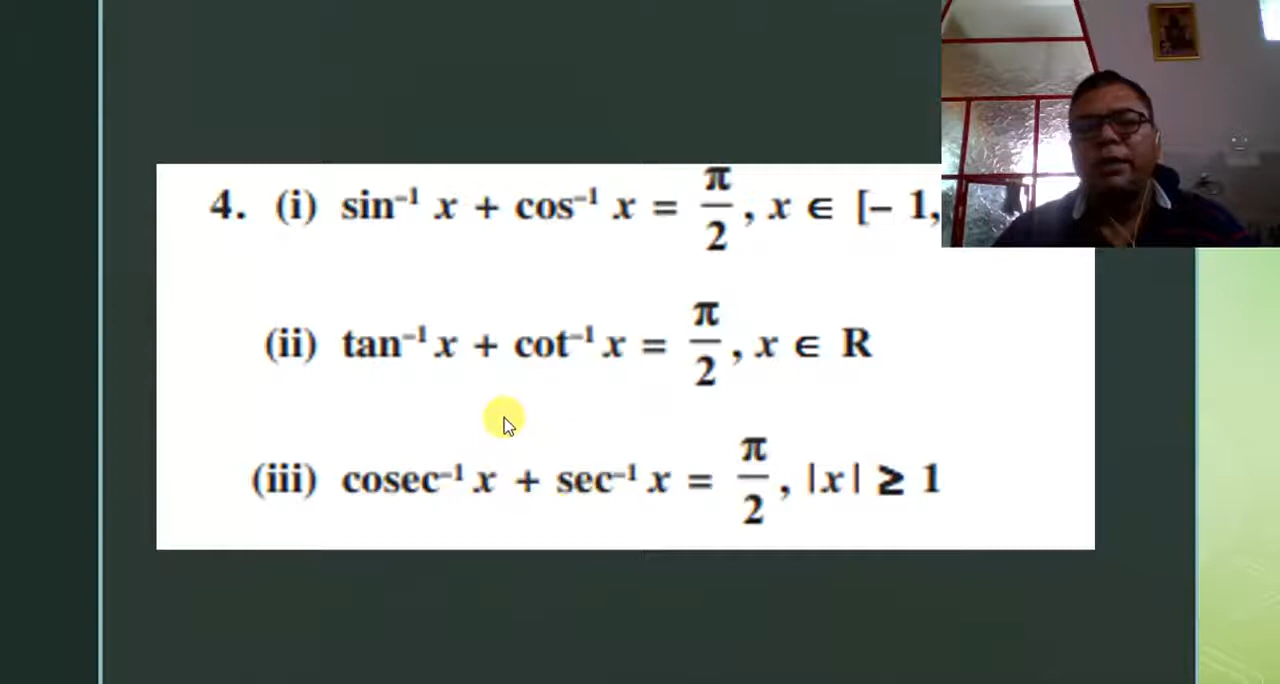 4. (i) sin⁻¹ x + cos⁻¹ x = π/2, x ∈ [– 1,
(ii) tan⁻¹ x + cot⁻¹ x = π/2, x ∈ R
(iii) cosec⁻¹ x + sec⁻¹ x = π/2, |x| ≥ 1